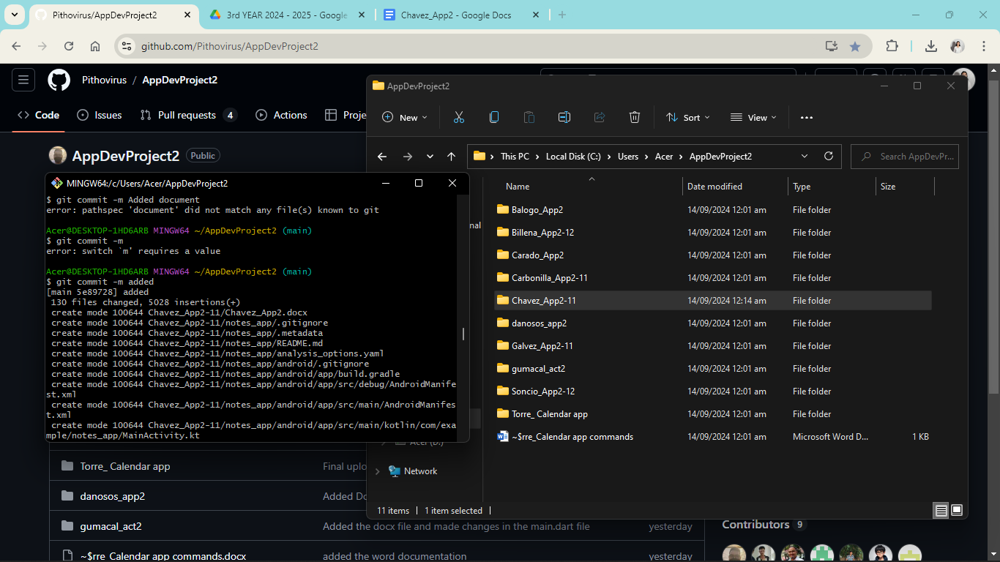 Pithovirus/AppDevProject2
3rd YEAR 2024 - 2025 - Google
Chavez_App2 - Google Docs
github.com/Pithovirus/AppDevProject2
Pithovirus / AppDevProject2
Code
Issues
Pull requests 4
Actions
Proje
AppDevProject2 Public
MINGW64:/c/Users/Acer/AppDevProject2
$ git commit -m Added document
error: pathspec 'document' did not match any file(s) known to git
Acer@DESKTOP-1HD6ARB MINGW64 ~/AppDevProject2 (main)
$ git commit -m
error: switch `m' requires a value
Acer@DESKTOP-1HD6ARB MINGW64 ~/AppDevProject2 (main)
$ git commit -m added
[main 5e89728] added
130 files changed, 5028 insertions(+)
create mode 100644 Chavez_App2-11/Chavez_App2.docx
create mode 100644 Chavez_App2-11/notes_app/.gitignore
create mode 100644 Chavez_App2-11/notes_app/.metadata
create mode 100644 Chavez_App2-11/notes_app/README.md
create mode 100644 Chavez_App2-11/notes_app/analysis_options.yaml
create mode 100644 Chavez_App2-11/notes_app/android/.gitignore
create mode 100644 Chavez_App2-11/notes_app/android/app/build.gradle
create mode 100644 Chavez_App2-11/notes_app/android/app/src/debug/AndroidManife
st.xml
create mode 100644 Chavez_App2-11/notes_app/android/app/src/main/AndroidManifes
t.xml
create mode 100644 Chavez_App2-11/notes_app/android/app/src/main/kotlin/com/exa
mple/notes_app/MainActivity.kt
AppDevProject2
New
Sort
View
This PC > Local Disk (C:) > Users > Acer > AppDevProject2
Search AppDevPr...
Name Date modified Type Size
Balogo_App2 14/09/2024 12:01 am File folder
nal
Billena_App2-12 14/09/2024 12:01 am File folder
Carado_App2 14/09/2024 12:01 am File folder
Carbonilla_App2-11 14/09/2024 12:01 am File folder
Chavez_App2-11 14/09/2024 12:14 am File folder
danosos_app2 14/09/2024 12:01 am File folder
Galvez_App2-11 14/09/2024 12:01 am File folder
gumacal_act2 14/09/2024 12:01 am File folder
Soncio_App2-12 14/09/2024 12:01 am File folder
Torre_ Calendar app 14/09/2024 12:01 am File folder
~$rre_Calendar app commands 14/09/2024 12:01 am Microsoft Word D... 1 KB
Acer (D:)
Network
11 items | 1 item selected |
Torre_ Calendar app Final uplo
danosos_app2 Added Do
gumacal_act2 Added the docx file and made changes in the main.dart file yesterday
~$rre_Calendar app commands.docx added the word documentation yesterday
Contributors 9